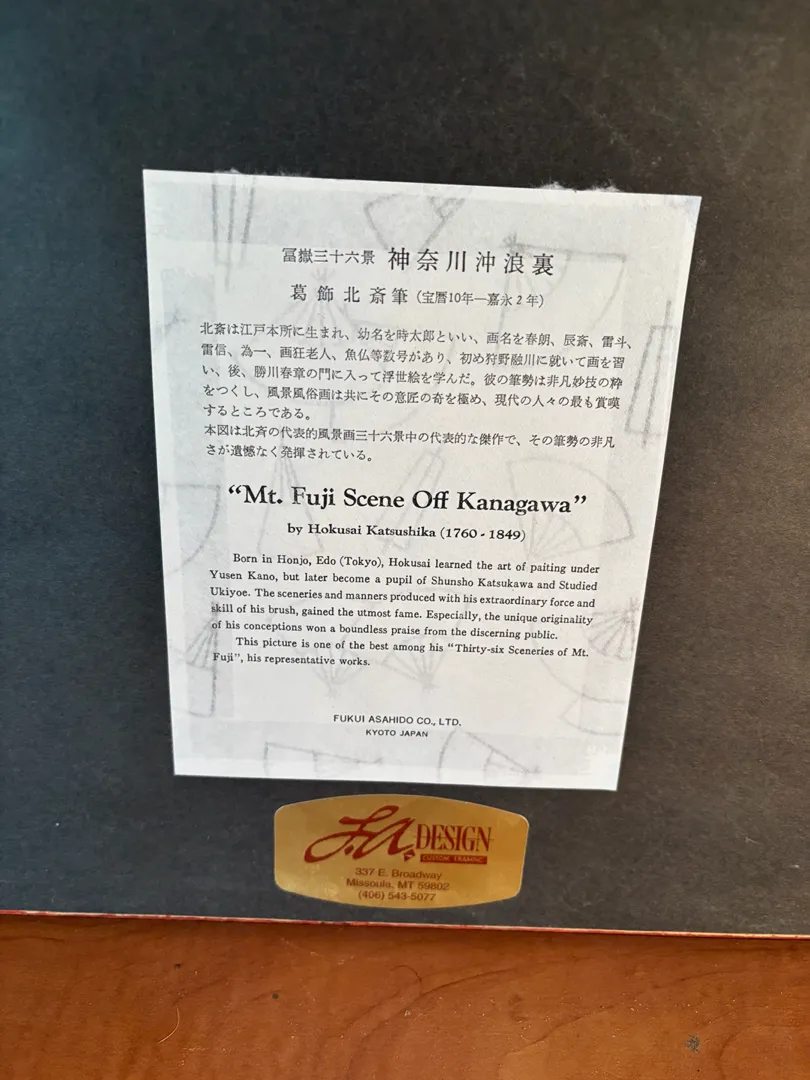 冨嶽三十六景 神奈川沖浪裏
葛飾北斎筆（宝暦10年—嘉永2年）
北斎は江戸本所に生まれ、幼名を時太郎といい、画名を春朗、辰斎、雷斗、
雷信、為一、画狂老人、魚仏等数号があり、初め狩野融川に就いて画を習
い、後、勝川春章の門に入って浮世絵を学んだ。彼の筆勢は非凡妙技の粋
をつくし、風景風俗画は共にその意匠の奇を極め、現代の人々の最も賞嘆
するところである。
本図は北斉の代表的風景画三十六景中の代表的な傑作で、その筆勢の非凡
さが遺憾なく発揮されている。
“Mt. Fuji Scene Off Kanagawa”
by Hokusai Katsushika (1760 - 1849)
Born in Honjo, Edo (Tokyo), Hokusai learned the art of paiting under
Yusen Kano, but later become a pupil of Shunsho Katsukawa and Studied
Ukiyoe. The sceneries and manners produced with his extraordinary force and
skill of his brush, gained the utmost fame. Especially, the unique originality
of his conceptions won a boundless praise from the discerning public.
This picture is one of the best among his “Thirty-six Sceneries of Mt.
Fuji”, his representative works.
FUKUI ASAHIDO CO., LTD.
KYOTO JAPAN
J.A. DESIGN
CUSTOM FRAMING
337 E. Broadway
Missoula, MT 59802
(406) 543-5077